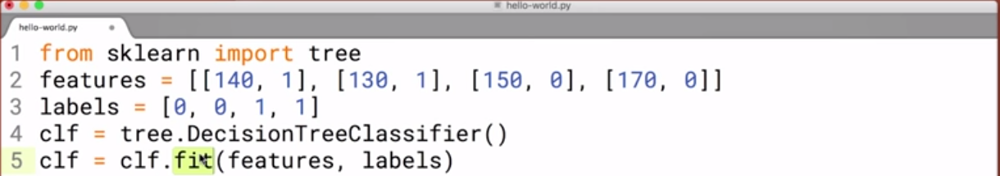 hello-world.py
hello-world.py
1 from sklearn import tree
2 features = [[140, 1], [130, 1], [150, 0], [170, 0]]
3 labels = [0, 0, 1, 1]
4 clf = tree.DecisionTreeClassifier()
5 clf = clf.fit(features, labels)